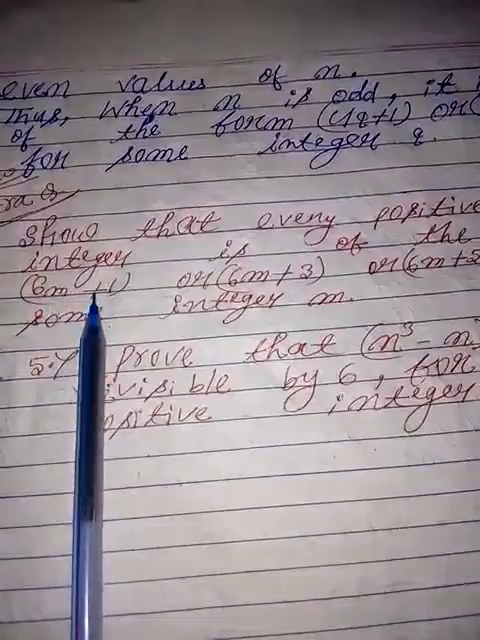 even values of n.
Thus, when n is odd, it
of the form (4q+1) or
for some integer q.
Show that every positive
integer is of the
(6m+1) or (6m+3) or (6m+5
som integer m.
5. Prove that (n³ - n
divisible by 6, for
positive integer